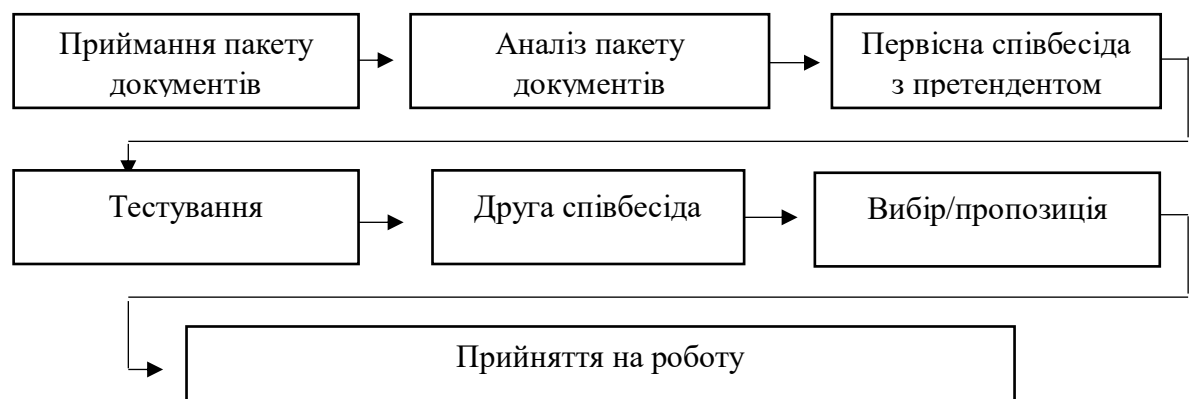 Приймання пакету
документів
Аналіз пакету
документів
Первісна співбесіда
з претендентом
Тестування
Друга співбесіда
Вибір/пропозиція
Прийняття на роботу